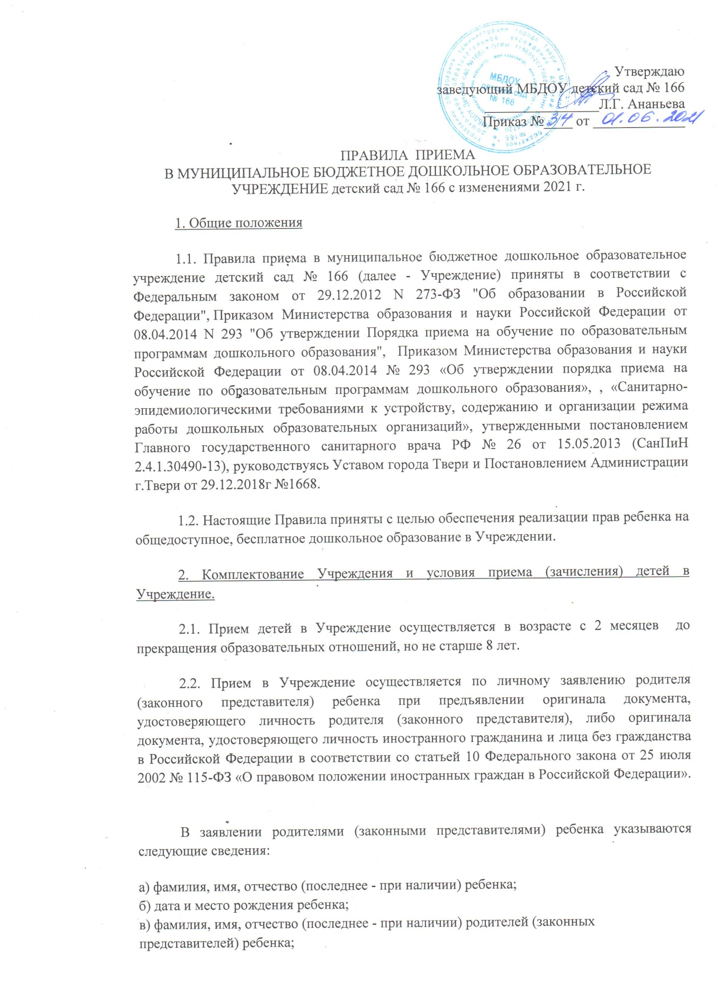 Утверждаю
заведующий МБДОУ детский сад № 166
Л.Г. Ананьева
Приказ № 34 от 01.06.2021
МБДОУ
детский сад
№ 166
ПРАВИЛА ПРИЕМА
В МУНИЦИПАЛЬНОЕ БЮДЖЕТНОЕ ДОШКОЛЬНОЕ ОБРАЗОВАТЕЛЬНОЕ
УЧРЕЖДЕНИЕ детский сад № 166 с изменениями 2021 г.
1. Общие положения
1.1. Правила приема в муниципальное бюджетное дошкольное образовательное
учреждение детский сад № 166 (далее - Учреждение) приняты в соответствии с
Федеральным законом от 29.12.2012 N 273-ФЗ "Об образовании в Российской
Федерации", Приказом Министерства образования и науки Российской Федерации от
08.04.2014 N 293 "Об утверждении Порядка приема на обучение по образовательным
программам дошкольного образования", Приказом Министерства образования и науки
Российской Федерации от 08.04.2014 № 293 «Об утверждении порядка приема на
обучение по образовательным программам дошкольного образования», , «Санитарно-
эпидемиологическими требованиями к устройству, содержанию и организации режима
работы дошкольных образовательных организаций», утвержденными постановлением
Главного государственного санитарного врача РФ № 26 от 15.05.2013 (СанПиН
2.4.1.30490-13), руководствуясь Уставом города Твери и Постановлением Администрации
г.Твери от 29.12.2018г №1668.
1.2. Настоящие Правила приняты с целью обеспечения реализации прав ребенка на
общедоступное, бесплатное дошкольное образование в Учреждении.
2. Комплектование Учреждения и условия приема (зачисления) детей в
Учреждение.
2.1. Прием детей в Учреждение осуществляется в возрасте с 2 месяцев до
прекращения образовательных отношений, но не старше 8 лет.
2.2. Прием в Учреждение осуществляется по личному заявлению родителя
(законного представителя) ребенка при предъявлении оригинала документа,
удостоверяющего личность родителя (законного представителя), либо оригинала
документа, удостоверяющего личность иностранного гражданина и лица без гражданства
в Российской Федерации в соответствии со статьей 10 Федерального закона от 25 июля
2002 № 115-ФЗ «О правовом положении иностранных граждан в Российской Федерации».
В заявлении родителями (законными представителями) ребенка указываются
следующие сведения:
а) фамилия, имя, отчество (последнее - при наличии) ребенка;
б) дата и место рождения ребенка;
в) фамилия, имя, отчество (последнее - при наличии) родителей (законных
представителей) ребенка;